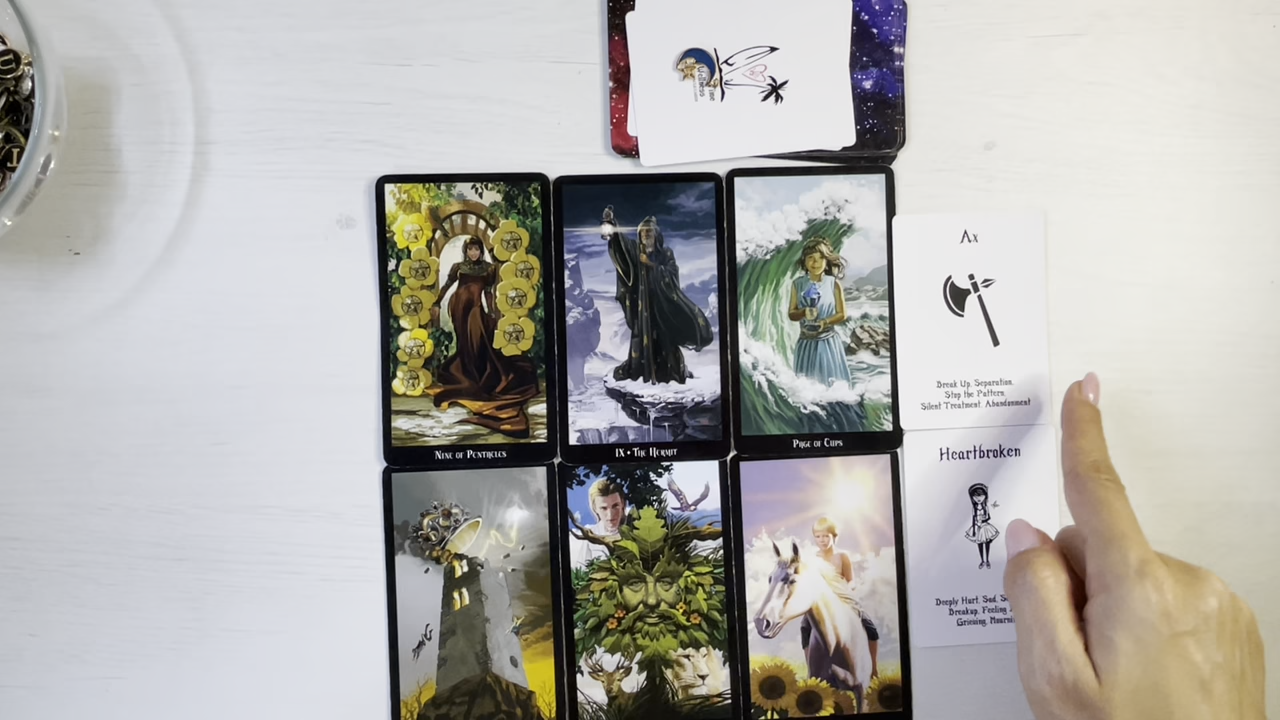 Nine of Pentacles
IX • The Hermit
Page of Cups
Ax
Break Up, Separation,
Stop the Pattern,
Silent Treatment, Abandonment
Heartbroken
Deeply Hurt, Sad,
Breakup, Feeling
Grieving,